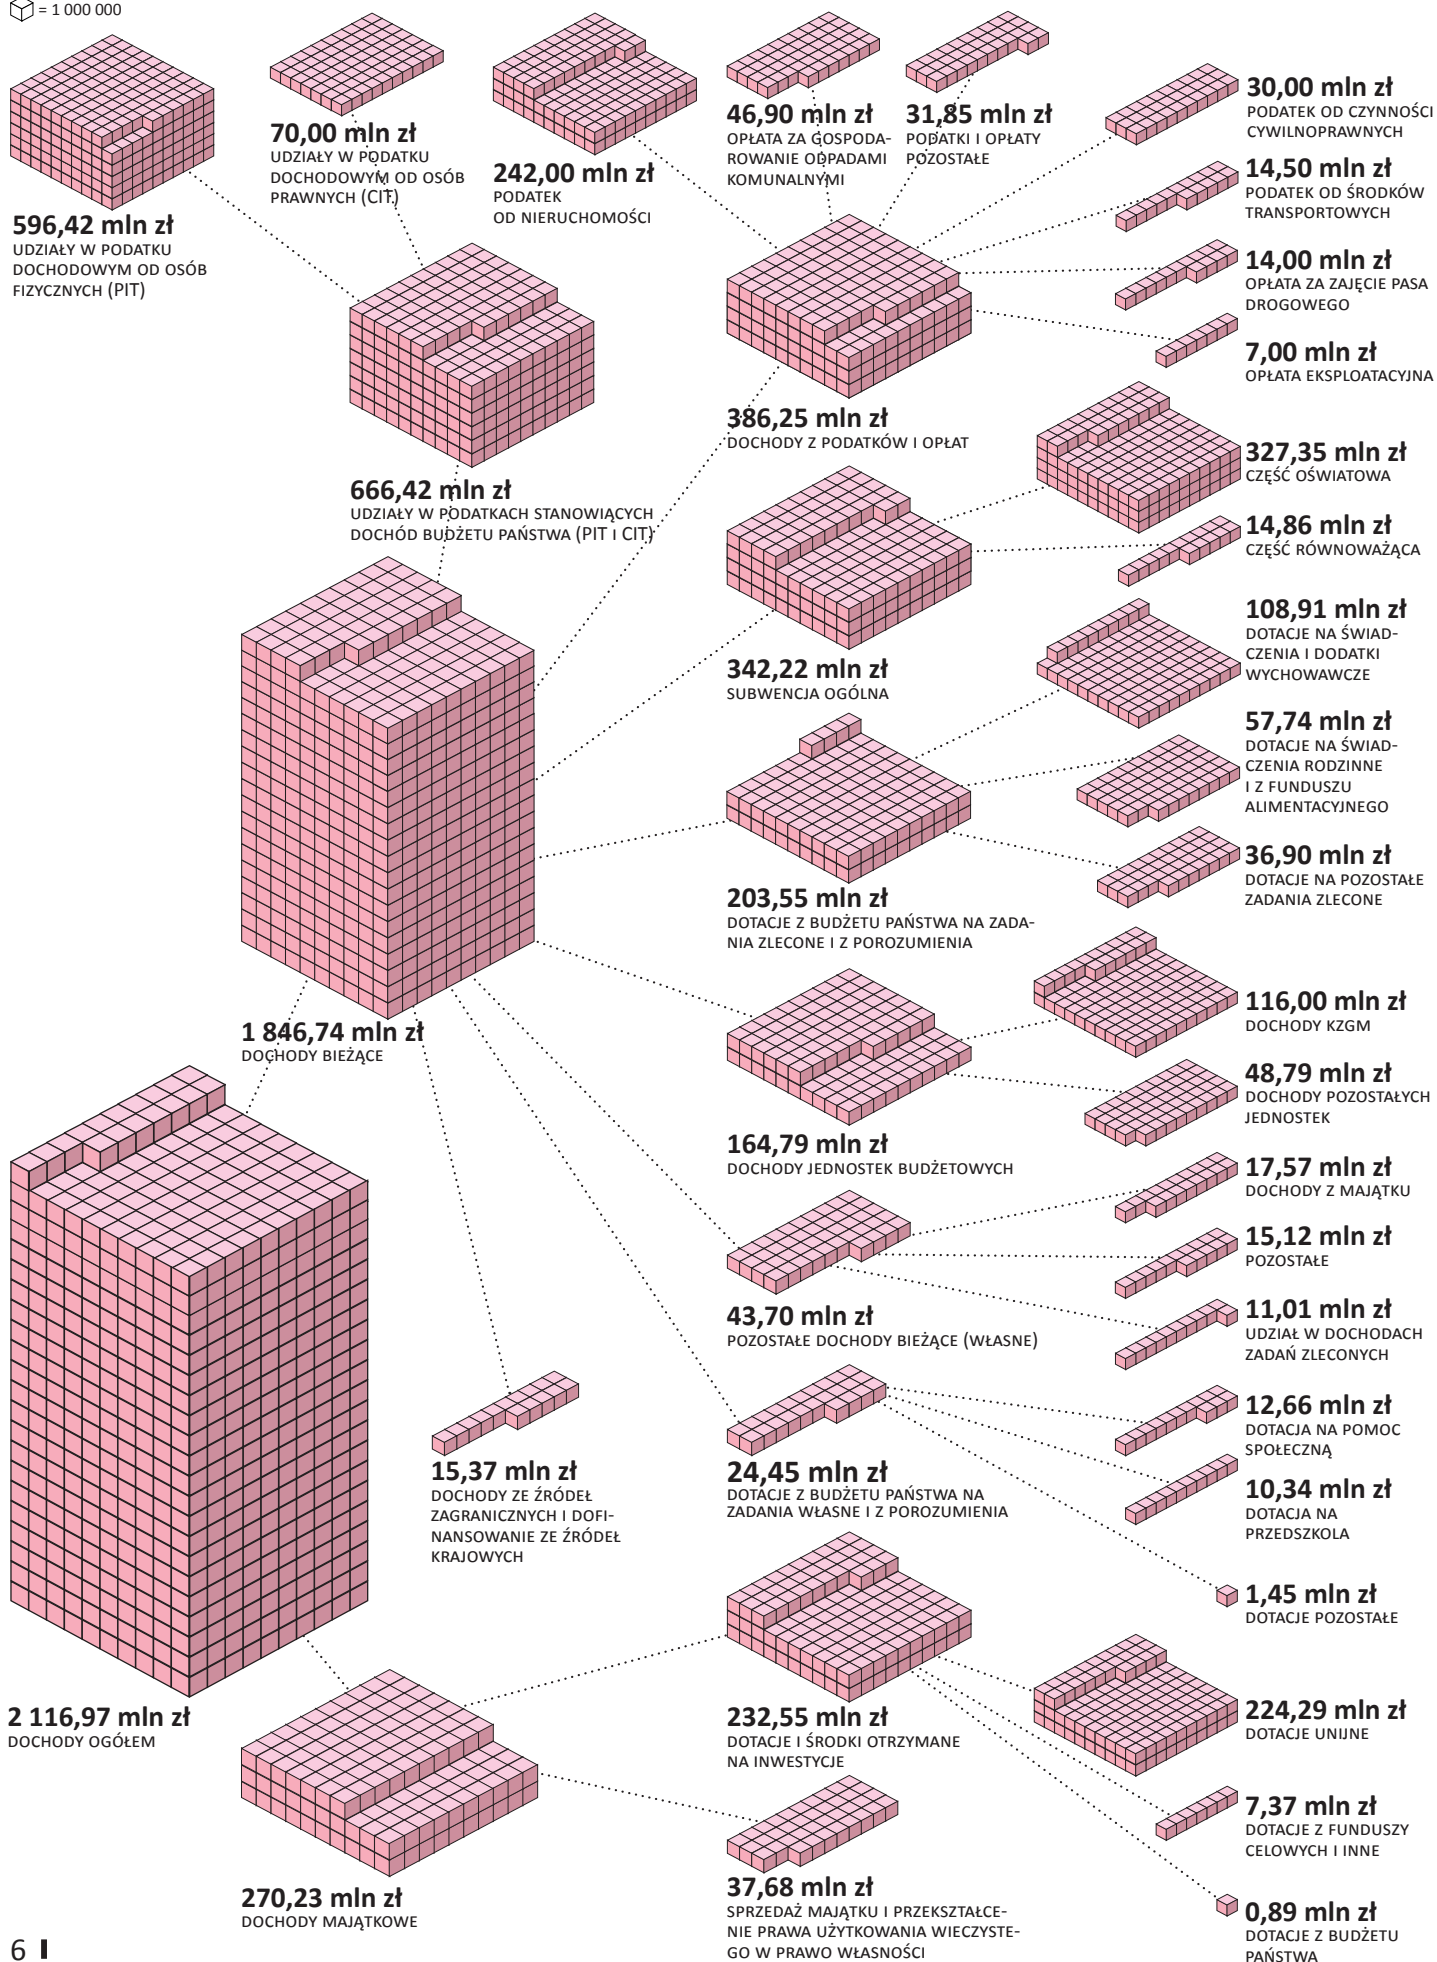 = 1 000 000
596,42 mln zł
UDZIAŁY W PODATKU
DOCHODOWYM OD OSÓB
FIZYCZNYCH (PIT)
70,00 mln zł
UDZIAŁY W PODATKU
DOCHODOWYM OD OSÓB
PRAWNYCH (CIT)
242,00 mln zł
PODATEK
OD NIERUCHOMOŚCI
46,90 mln zł
OPŁATA ZA GOSPODA-
ROWANIE ODPADAMI
KOMUNALNYMI
31,85 mln zł
PODATKI I OPŁATY
POZOSTAŁE
30,00 mln zł
PODATEK OD CZYNNOŚCI
CYWILNOPRAWNYCH
14,50 mln zł
PODATEK OD ŚRODKÓW
TRANSPORTOWYCH
14,00 mln zł
OPŁATA ZA ZAJĘCIE PASA
DROGOWEGO
7,00 mln zł
OPŁATA EKSPLOATACYJNA
386,25 mln zł
DOCHODY Z PODATKÓW I OPŁAT
666,42 mln zł
UDZIAŁY W PODATKACH STANOWIĄCYCH
DOCHÓD BUDŻETU PAŃSTWA (PIT I CIT)
327,35 mln zł
CZĘŚĆ OŚWIATOWA
14,86 mln zł
CZĘŚĆ RÓWNOWAŻĄCA
342,22 mln zł
SUBWENCJA OGÓLNA
108,91 mln zł
DOTACJE NA ŚWIAD-
CZENIA I DODATKI
WYCHOWAWCZE
57,74 mln zł
DOTACJE NA ŚWIAD-
CZENIA RODZINNE
I Z FUNDUSZU
ALIMENTACYJNEGO
36,90 mln zł
DOTACJE NA POZOSTAŁE
ZADANIA ZLECONE
203,55 mln zł
DOTACJE Z BUDŻETU PAŃSTWA NA ZADA-
NIA ZLECONE I Z POROZUMIENIA
1 846,74 mln zł
DOCHODY BIEŻĄCE
116,00 mln zł
DOCHODY KZGM
48,79 mln zł
DOCHODY POZOSTAŁYCH
JEDNOSTEK
164,79 mln zł
DOCHODY JEDNOSTEK BUDŻETOWYCH
17,57 mln zł
DOCHODY Z MAJĄTKU
15,12 mln zł
POZOSTAŁE
11,01 mln zł
UDZIAŁ W DOCHODACH
ZADAŃ ZLECONYCH
43,70 mln zł
POZOSTAŁE DOCHODY BIEŻĄCE (WŁASNE)
12,66 mln zł
DOTACJA NA POMOC
SPOŁECZNĄ
10,34 mln zł
DOTACJA NA
PRZEDSZKOLA
1,45 mln zł
DOTACJE POZOSTAŁE
15,37 mln zł
DOCHODY ZE ŹRÓDEŁ
ZAGRANICZNYCH I DOFI-
NANSOWANIE ZE ŹRÓDEŁ
KRAJOWYCH
24,45 mln zł
DOTACJE Z BUDŻETU PAŃSTWA NA
ZADANIA WŁASNE I Z POROZUMIENIA
2 116,97 mln zł
DOCHODY OGÓŁEM
232,55 mln zł
DOTACJE I ŚRODKI OTRZYMANE
NA INWESTYCJE
224,29 mln zł
DOTACJE UNIJNE
7,37 mln zł
DOTACJE Z FUNDUSZY
CELOWYCH I INNE
0,89 mln zł
DOTACJE Z BUDŻETU
PAŃSTWA
270,23 mln zł
DOCHODY MAJĄTKOWE
37,68 mln zł
SPRZEDAŻ MAJĄTKU I PRZEKSZTAŁCE-
NIE PRAWA UŻYTKOWANIA WIECZYSTE-
GO W PRAWO WŁASNOŚCI
6